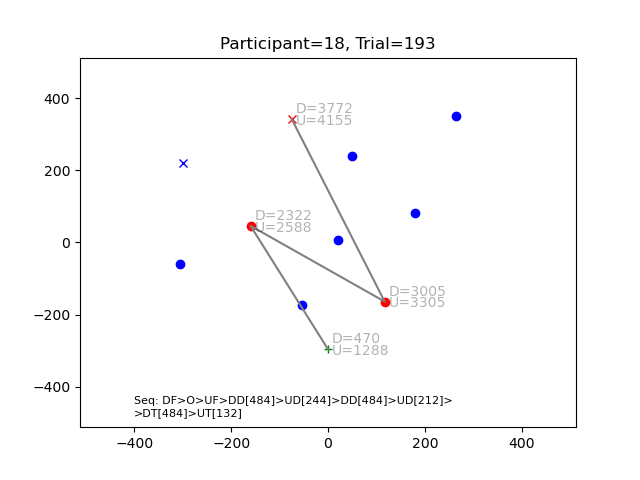 Participant=18, Trial=193
D=3772
U=4155
D=2322
U=2588
D=3005
U=3305
D=470
U=1288
Seq: DF>O>UF>DD[484]>UD[244]>DD[484]>UD[212]>
>DT[484]>UT[132]
400
200
0
−200
−400
−400 −200 0 200 400